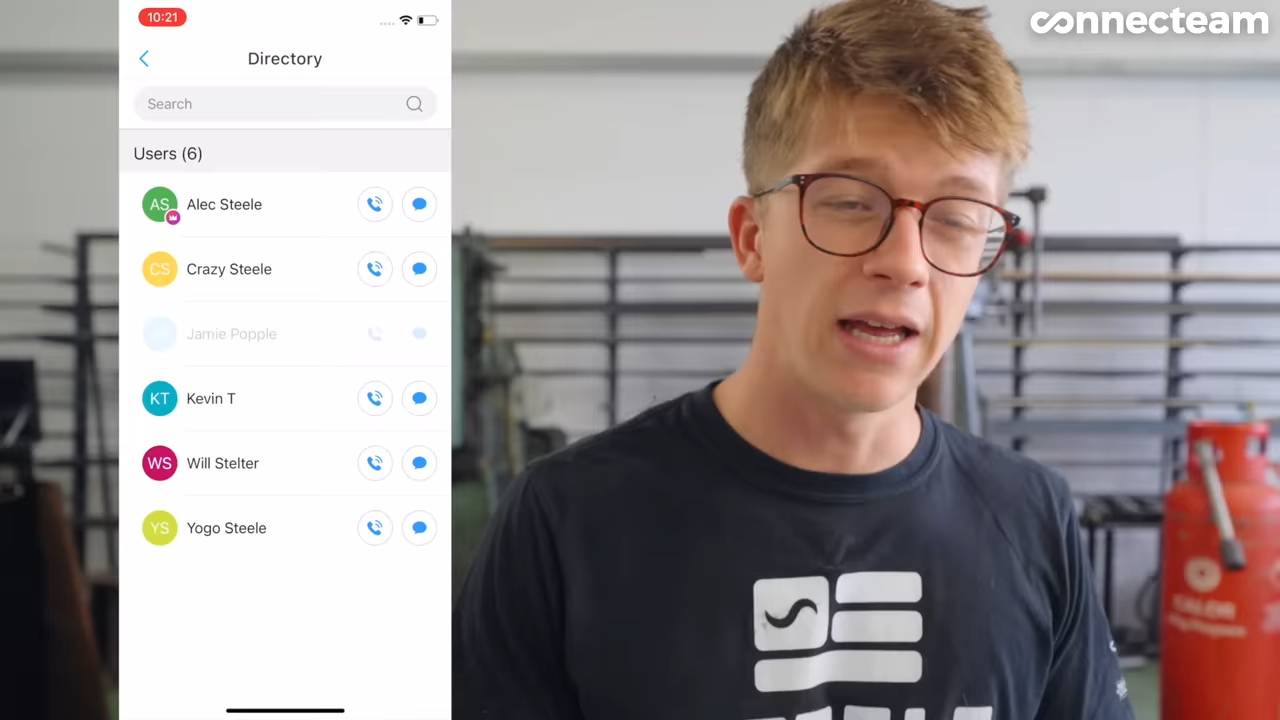 10:21
connecteam
Directory
Search
Users (6)
AS Alec Steele
CS Crazy Steele
Jamie Popple
KT Kevin T
WS Will Stelter
YS Yogo Steele
CALOR